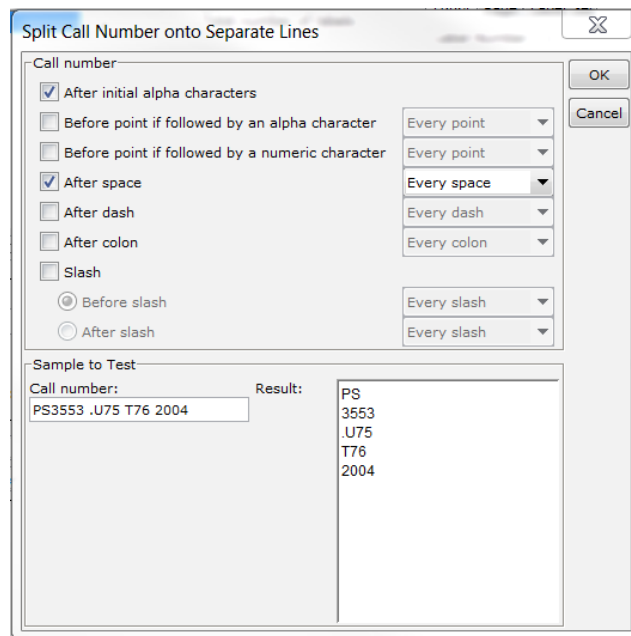 Split Call Number onto Separate Lines
Call number
OK
After initial alpha characters
Cancel
Before point if followed by an alpha character Every point
Before point if followed by a numeric character Every point
After space Every space
After dash Every dash
After colon Every colon
Slash
Before slash Every slash
After slash Every slash
Sample to Test
Call number: Result:
PS3553 .U75 T76 2004
PS
3553
.U75
T76
2004